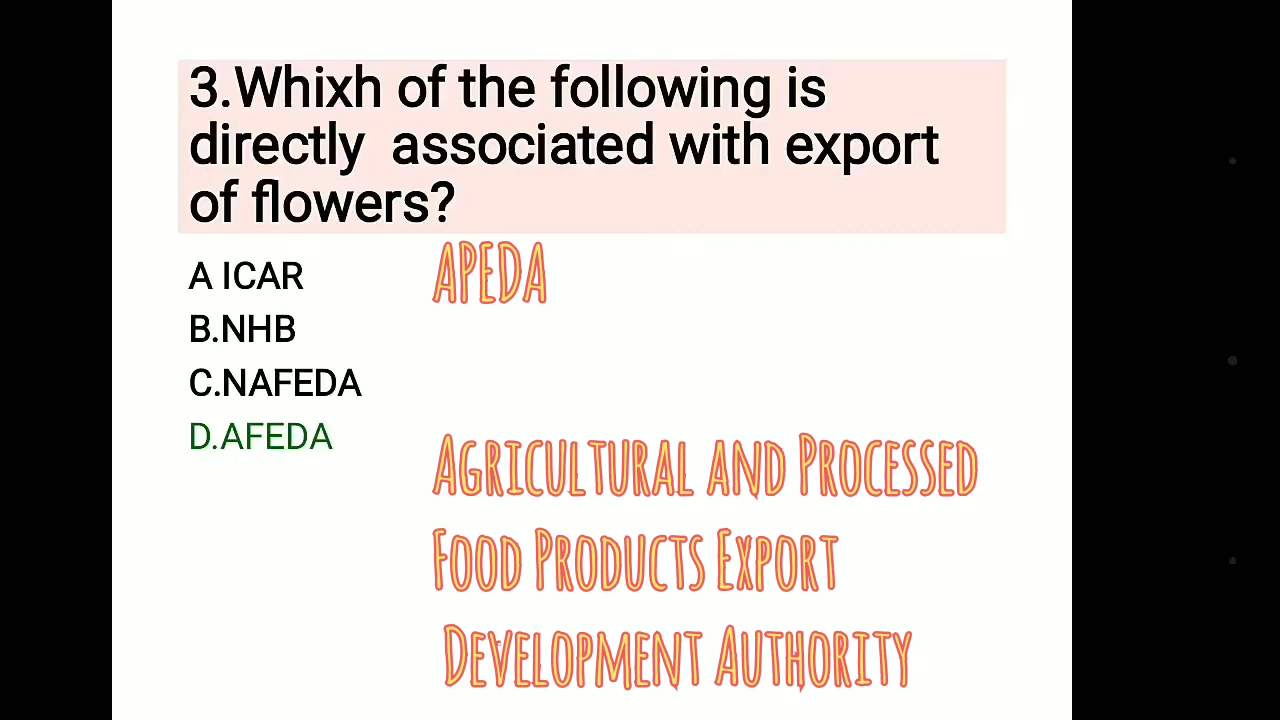 3.Whixh of the following is
directly associated with export
of flowers?
A ICAR
APEDA
B.NHB
C.NAFEDA
D.AFEDA
Agricultural and Processed
Food Products Export
Development Authority